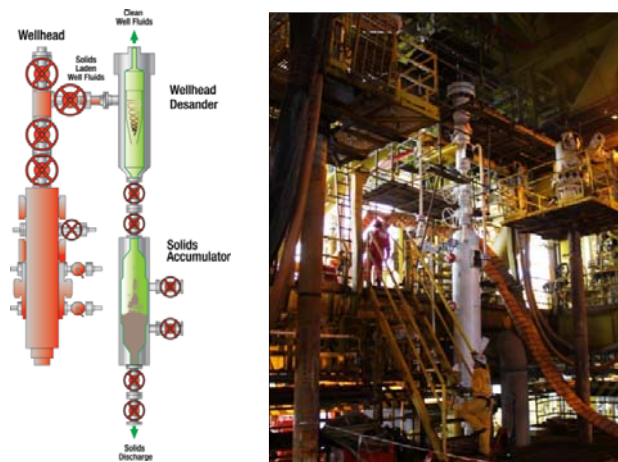 Clean
Well Fluids
Wellhead
Solids
Laden
Well Fluids
Wellhead
Desander
Solids
Accumulator
Solids
Discharge